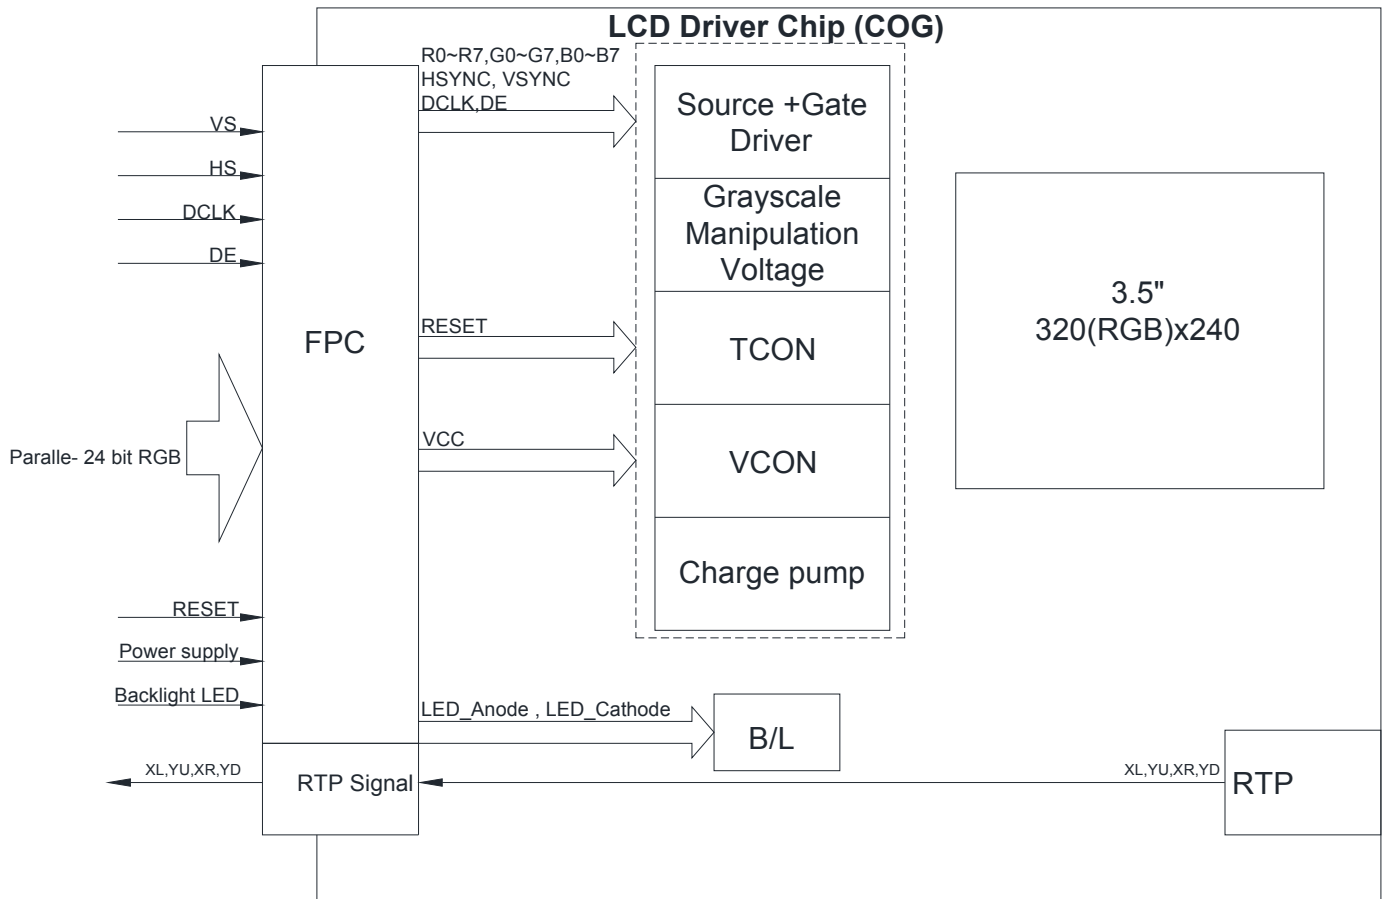 LCD Driver Chip (COG)
R0~R7,G0~G7,B0~B7
HSYNC, VSYNC
DCLK,DE
VS
HS
DCLK
DE
Paralle- 24 bit RGB
RESET
Power supply
Backlight LED
XL,YU,XR,YD
FPC
RTP Signal
RESET
VCC
LED_Anode , LED_Cathode
Source +Gate
Driver
Grayscale
Manipulation
Voltage
TCON
VCON
Charge pump
B/L
3.5"
320(RGB)x240
XL,YU,XR,YD
RTP